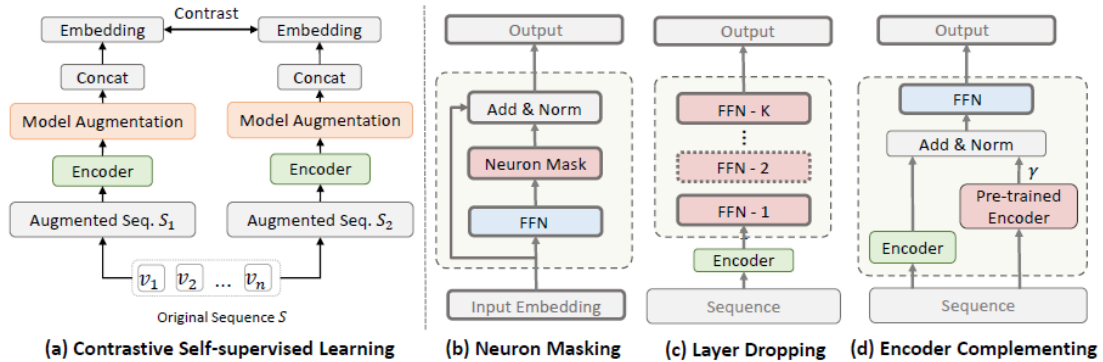 Contrast
Embedding
Embedding
Concat
Concat
Model Augmentation
Model Augmentation
Encoder
Encoder
Augmented Seq. S₁
Augmented Seq. S₂
v₁ v₂ ... vₙ
Original Sequence S
(a) Contrastive Self-supervised Learning
Output
Add & Norm
Neuron Mask
FFN
Input Embedding
(b) Neuron Masking
Output
FFN - K
⋮
FFN - 2
FFN - 1
Encoder
Sequence
(c) Layer Dropping
Output
FFN
Add & Norm
γ
Pre-trained
Encoder
Encoder
Sequence
(d) Encoder Complementing